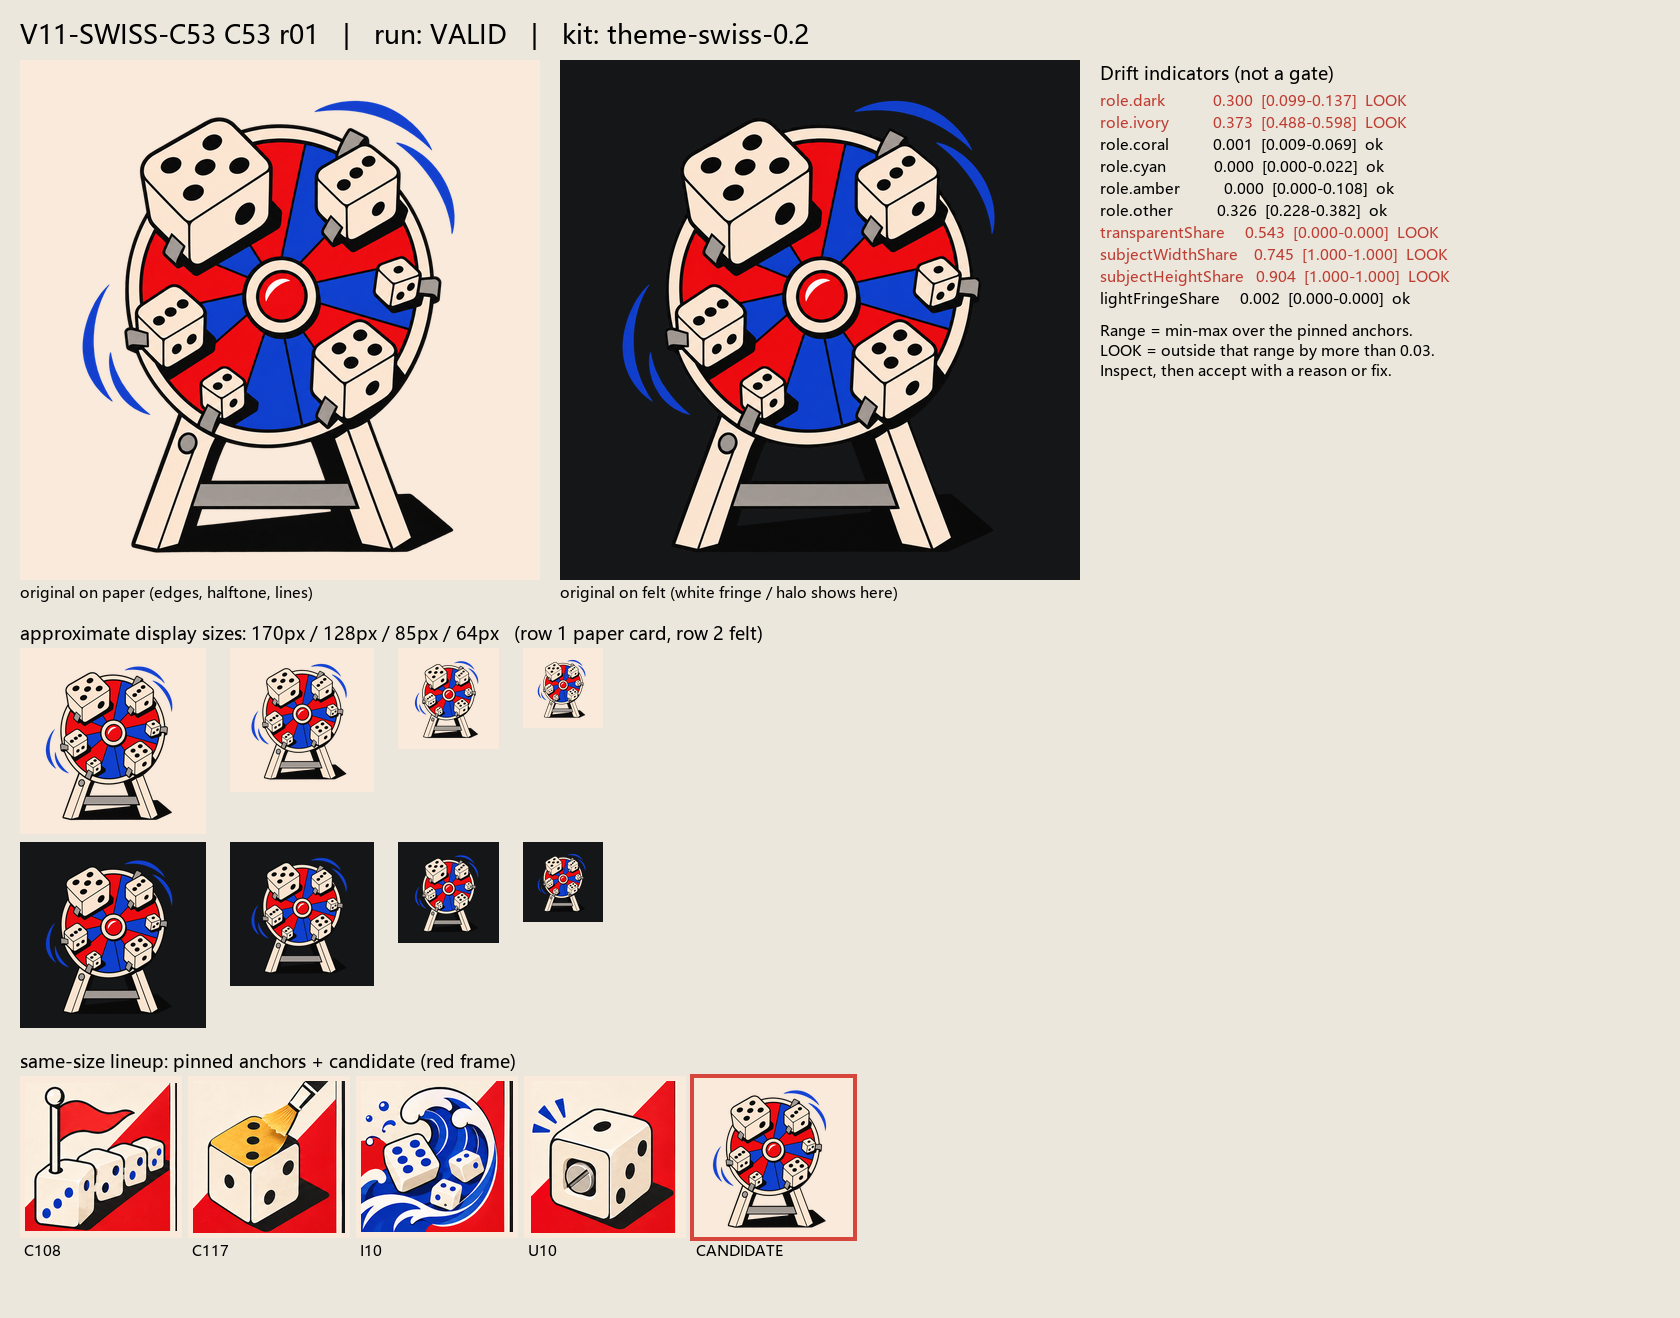 V11-SWISS-C53 C53 r01   |   run: VALID   |   kit: theme-swiss-0.2
Drift indicators (not a gate)
role.dark 0.300 [0.099-0.137] LOOK
role.ivory 0.373 [0.488-0.598] LOOK
role.coral 0.001 [0.009-0.069] ok
role.cyan 0.000 [0.000-0.022] ok
role.amber 0.000 [0.000-0.108] ok
role.other 0.326 [0.228-0.382] ok
transparentShare 0.543 [0.000-0.000] LOOK
subjectWidthShare 0.745 [1.000-1.000] LOOK
subjectHeightShare 0.904 [1.000-1.000] LOOK
lightFringeShare 0.002 [0.000-0.000] ok
Range = min-max over the pinned anchors.
LOOK = outside that range by more than 0.03.
Inspect, then accept with a reason or fix.
original on paper (edges, halftone, lines)
original on felt (white fringe / halo shows here)
approximate display sizes: 170px / 128px / 85px / 64px (row 1 paper card, row 2 felt)
same-size lineup: pinned anchors + candidate (red frame)
C108
C117
I10
U10
CANDIDATE